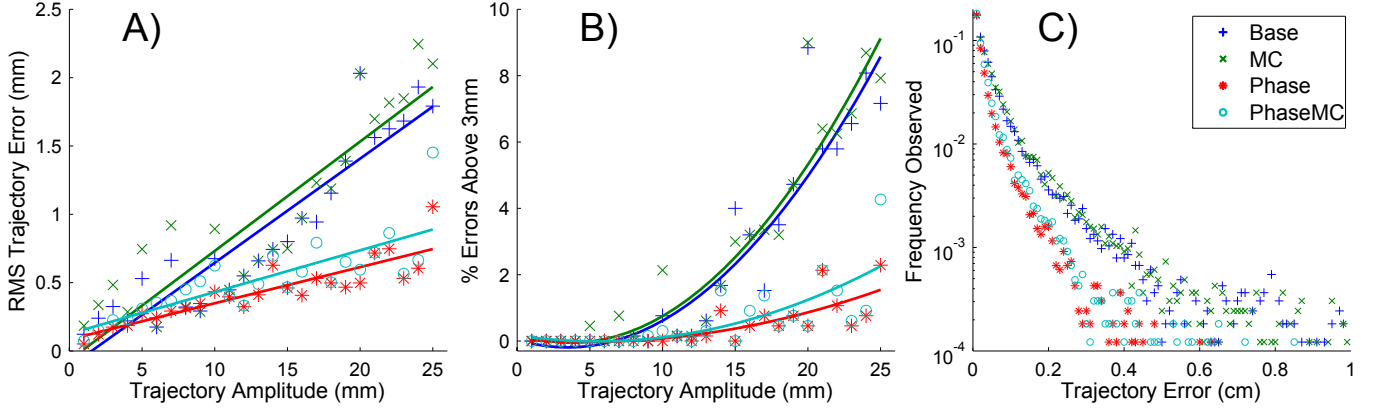 A)
RMS Trajectory Error (mm)
2.5
2
1.5
1
0.5
0
0 5 10 15 20 25
Trajectory Amplitude (mm)
B)
% Errors Above 3mm
10
8
6
4
2
0
0 5 10 15 20 25
Trajectory Amplitude (mm)
C)
Frequency Observed
10-1
10-2
10-3
10-4
0 0.2 0.4 0.6 0.8 1
Trajectory Error (cm)
Base
MC
Phase
PhaseMC